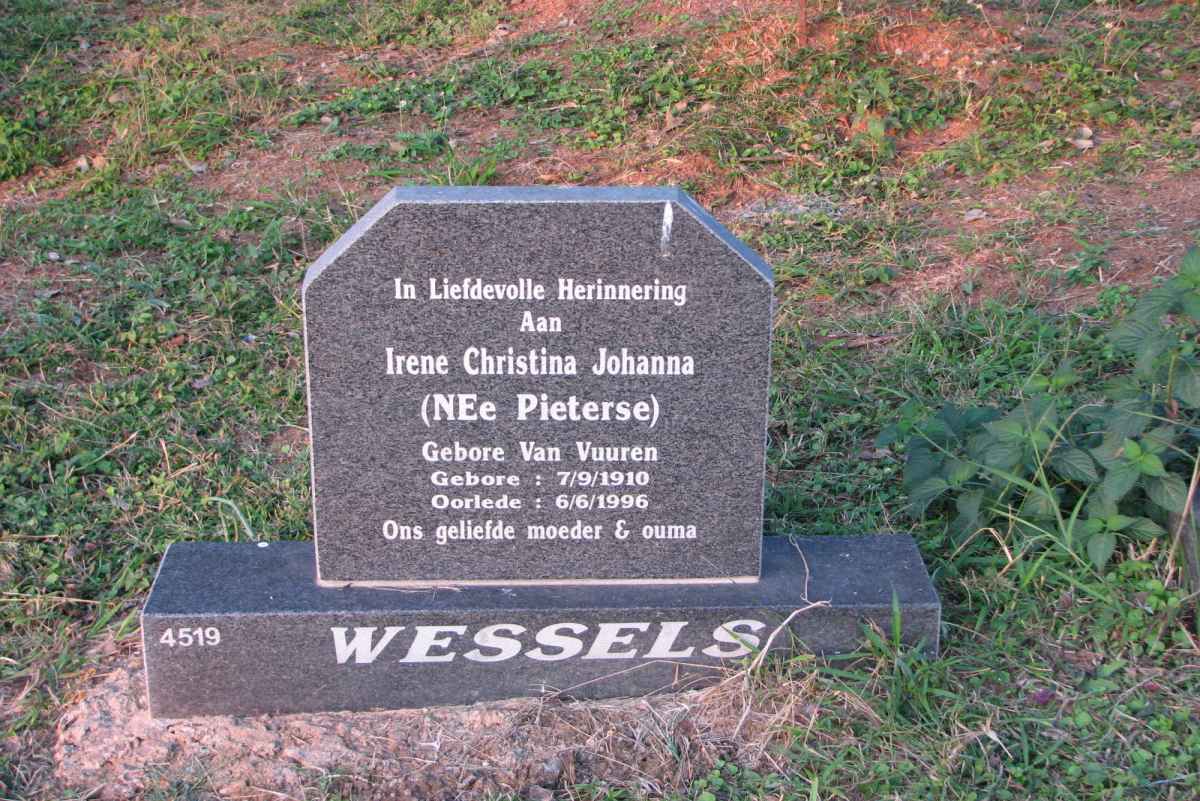 In Liefdevolle Herinnering
Aan
Irene Christina Johanna
(NEe Pieterse)
Gebore Van Vuuren
Gebore : 7/9/1910
Oorlede : 6/6/1996
Ons geliefde moeder & ouma
4519 WESSELS